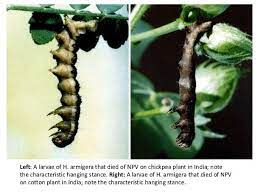 Left: A larvae of H. armigera that died of NPV on chickpea plant in India; note
the characteristic hanging stance. Right: A larvae of H. armigera that died of NPV
on cotton plant in India; note the characteristic hanging stance.